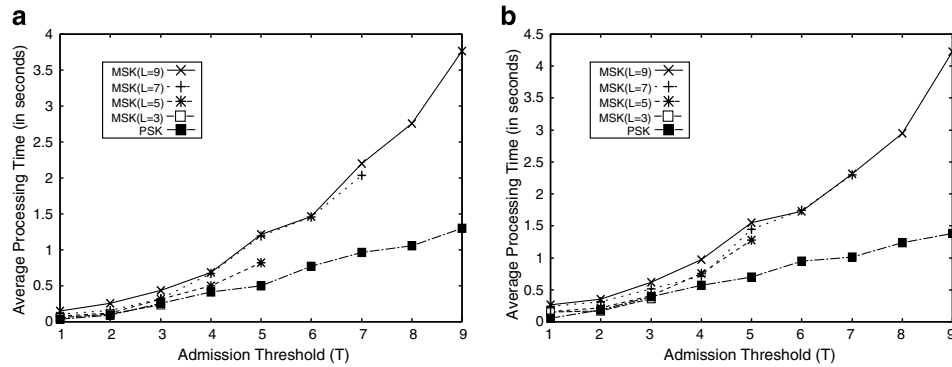 a
Average Processing Time (in seconds)
4
3.5
3
2.5
2
1.5
1
0.5
0
MSK(L=9)
MSK(L=7)
MSK(L=5)
MSK(L=3)
PSK
1 2 3 4 5 6 7 8 9
Admission Threshold (T)
b
Average Processing Time (in seconds)
4.5
4
3.5
3
2.5
2
1.5
1
0.5
0
MSK(L=9)
MSK(L=7)
MSK(L=5)
MSK(L=3)
PSK
1 2 3 4 5 6 7 8 9
Admission Threshold (T)